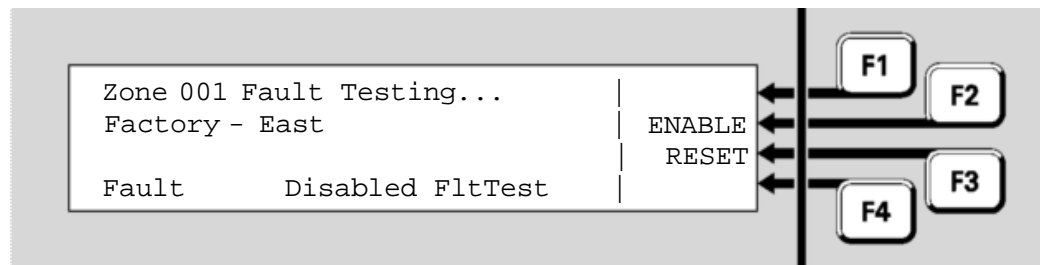 Zone 001 Fault Testing... |
Factory - East | ENABLE
| RESET
Fault Disabled FltTest |
F1
F2
F3
F4